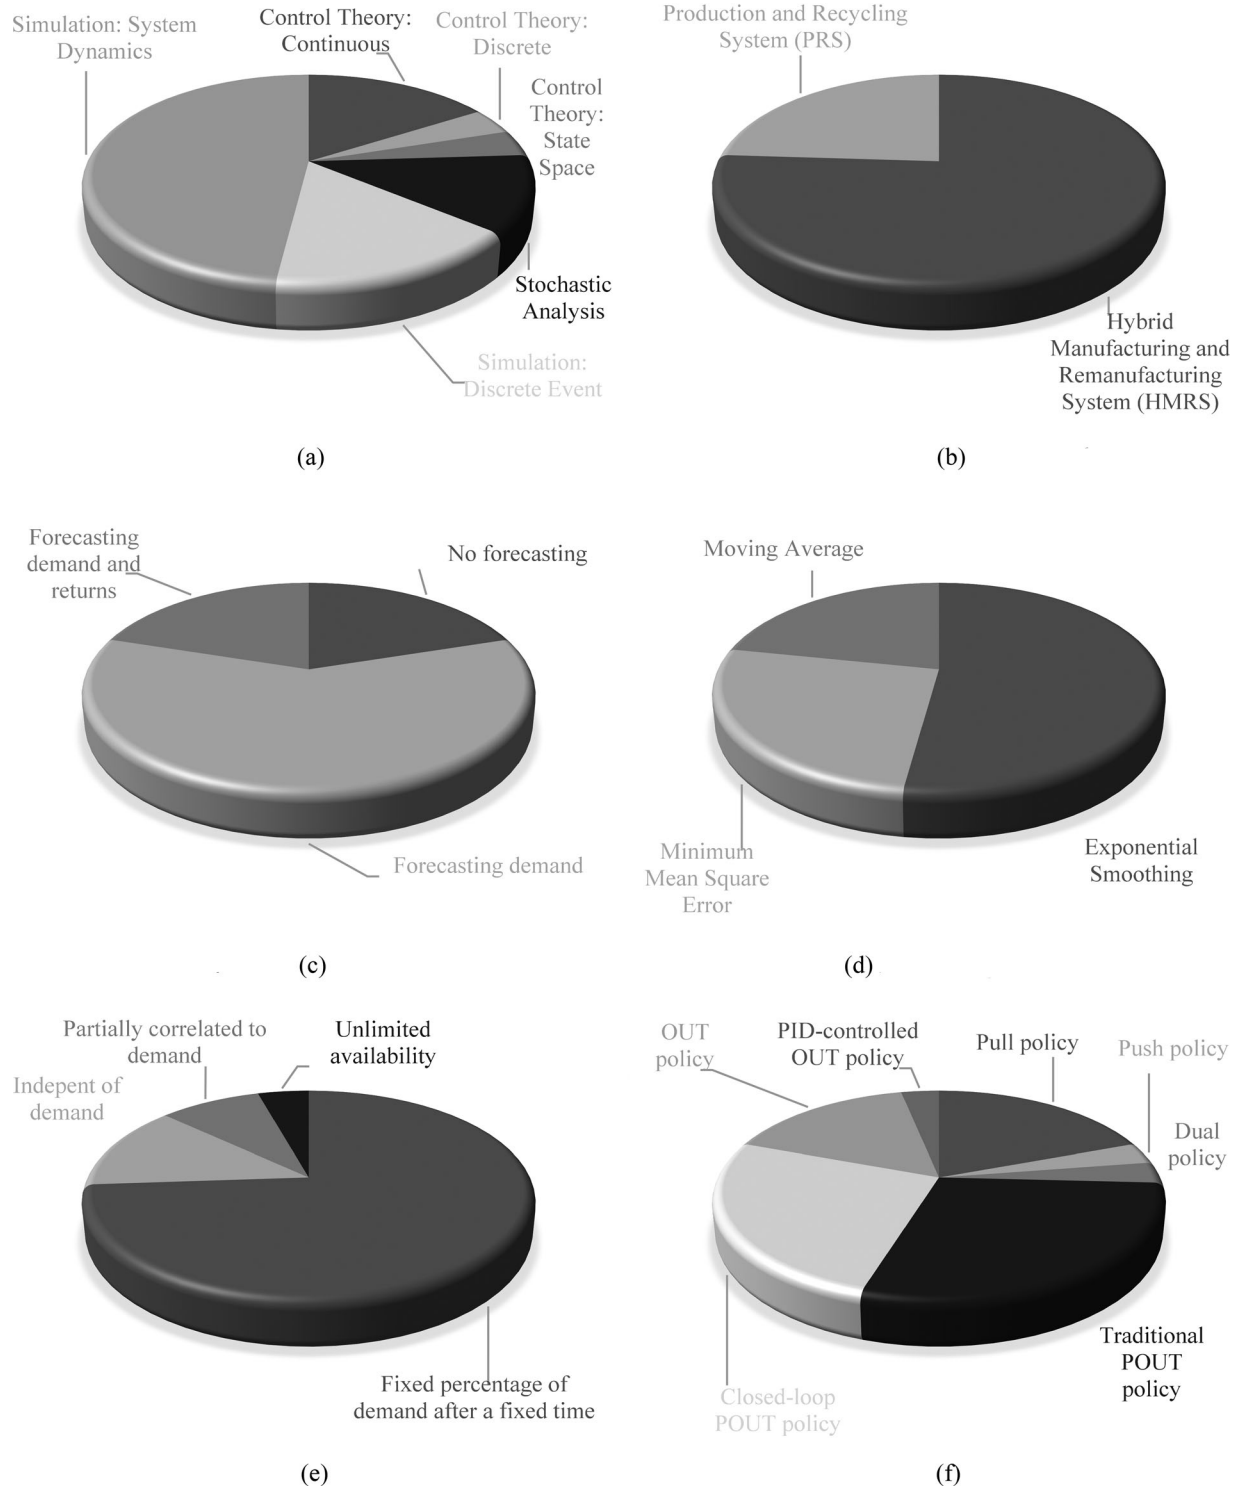 Simulation: System
Dynamics
Control Theory:
Continuous
Control Theory:
Discrete
Control
Theory:
State
Space
Stochastic
Analysis
Simulation:
Discrete Event
(a)
Production and Recycling
System (PRS)
Hybrid
Manufacturing and
Remanufacturing
System (HMRS)
(b)
Forecasting
demand and
returns
No forecasting
Forecasting demand
(c)
Moving Average
Minimum
Mean Square
Error
Exponential
Smoothing
(d)
Partially correlated to
demand
Unlimited
availability
Indepent of
demand
Fixed percentage of
demand after a fixed time
(e)
OUT
policy
PID-controlled
OUT policy
Pull policy
Push policy
Dual
policy
Traditional
POUT
policy
Closed-loop
POUT policy
(f)